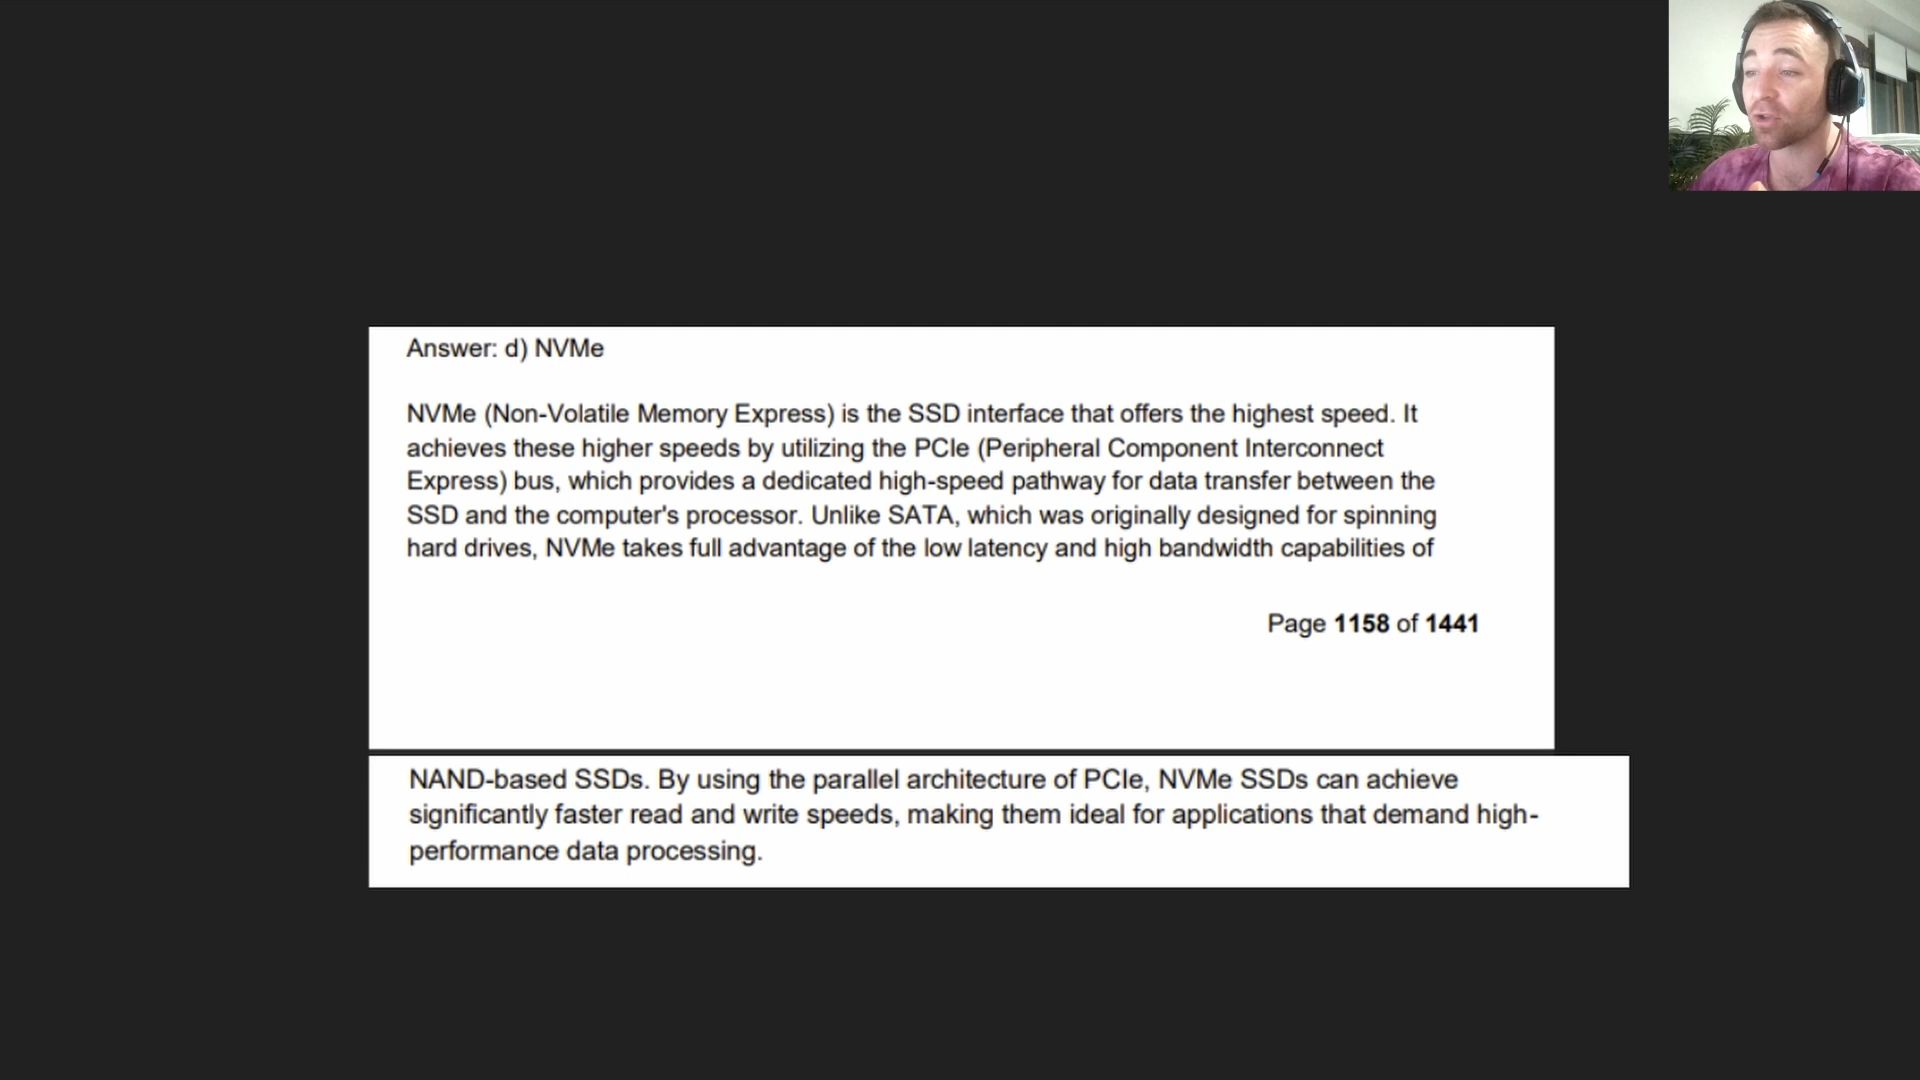 Answer: d) NVMe
NVMe (Non-Volatile Memory Express) is the SSD interface that offers the highest speed. It
achieves these higher speeds by utilizing the PCIe (Peripheral Component Interconnect
Express) bus, which provides a dedicated high-speed pathway for data transfer between the
SSD and the computer's processor. Unlike SATA, which was originally designed for spinning
hard drives, NVMe takes full advantage of the low latency and high bandwidth capabilities of
Page 1158 of 1441
NAND-based SSDs. By using the parallel architecture of PCIe, NVMe SSDs can achieve
significantly faster read and write speeds, making them ideal for applications that demand high-
performance data processing.